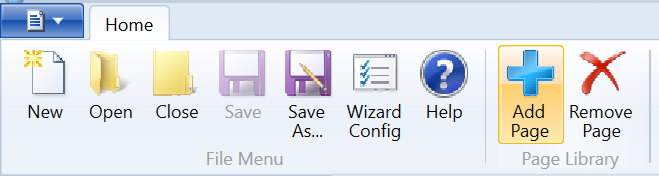 Home
New
Open
Close
Save
Save
As...
Wizard
Config
Help
Add
Page
Remove
Page
File Menu
Page Library